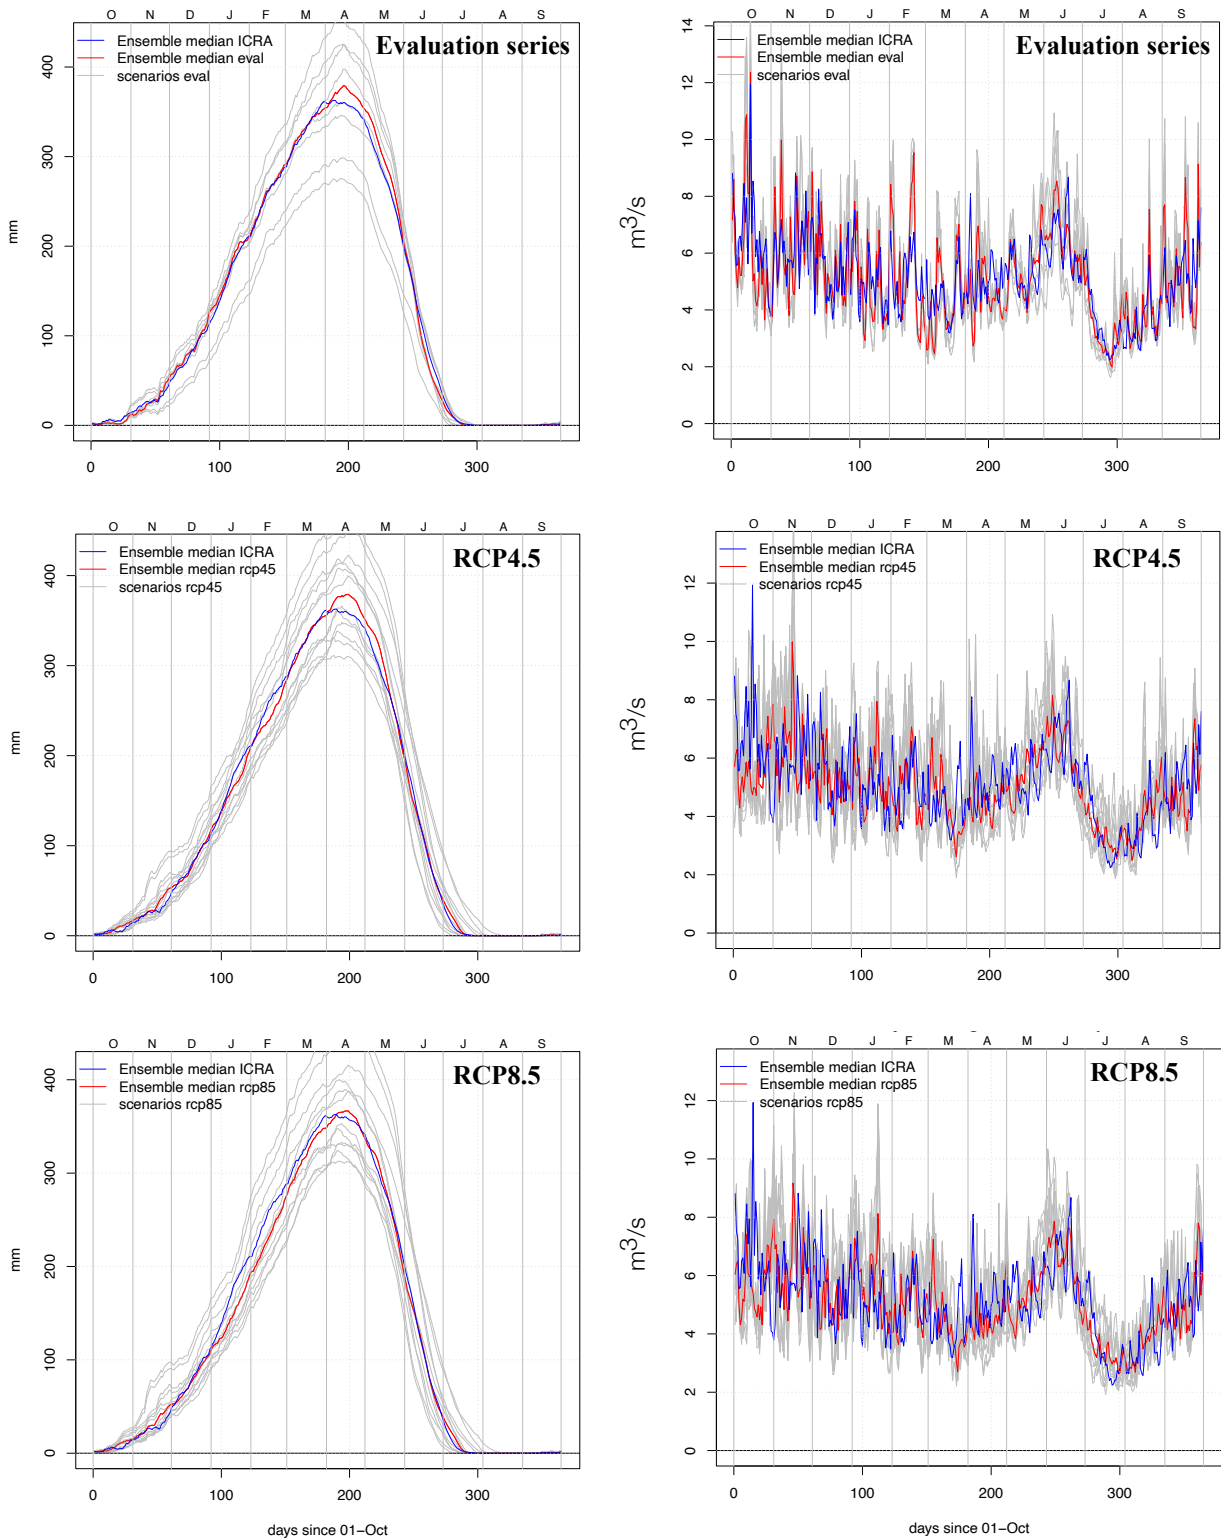 O N D J F M A M J J A S
Ensemble median ICRA
Ensemble median eval
scenarios eval
Evaluation series
400
300
200
100
0
mm
0 100 200 300
O N D J F M A M J J A S
Ensemble median ICRA
Ensemble median eval
scenarios eval
Evaluation series
14
12
10
8
6
4
2
0
m3/s
0 100 200 300
O N D J F M A M J J A S
Ensemble median ICRA
Ensemble median rcp45
scenarios rcp45
RCP4.5
400
300
200
100
0
mm
0 100 200 300
O N D J F M A M J J A S
Ensemble median ICRA
Ensemble median rcp45
scenarios rcp45
RCP4.5
12
10
8
6
4
2
0
m3/s
0 100 200 300
O N D J F M A M J J A S
Ensemble median ICRA
Ensemble median rcp85
scenarios rcp85
RCP8.5
400
300
200
100
0
mm
0 100 200 300
days since 01-Oct
O N D J F M A M J J A S
Ensemble median ICRA
Ensemble median rcp85
scenarios rcp85
RCP8.5
12
10
8
6
4
2
0
m3/s
0 100 200 300
days since 01-Oct